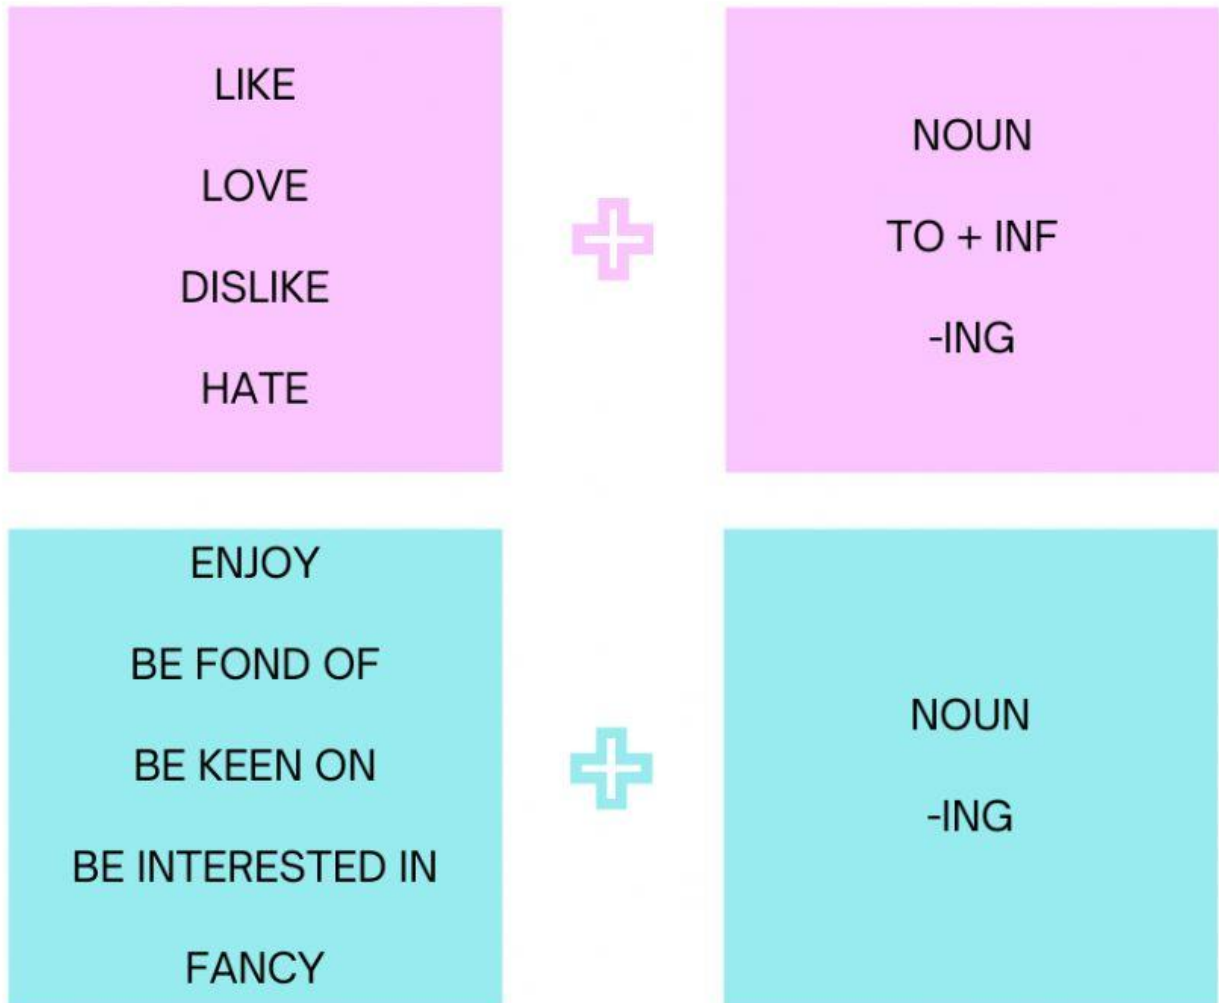 LIKE
LOVE
DISLIKE
HATE
NOUN
TO + INF
-ING
ENJOY
BE FOND OF
BE KEEN ON
BE INTERESTED IN
FANCY
NOUN
-ING